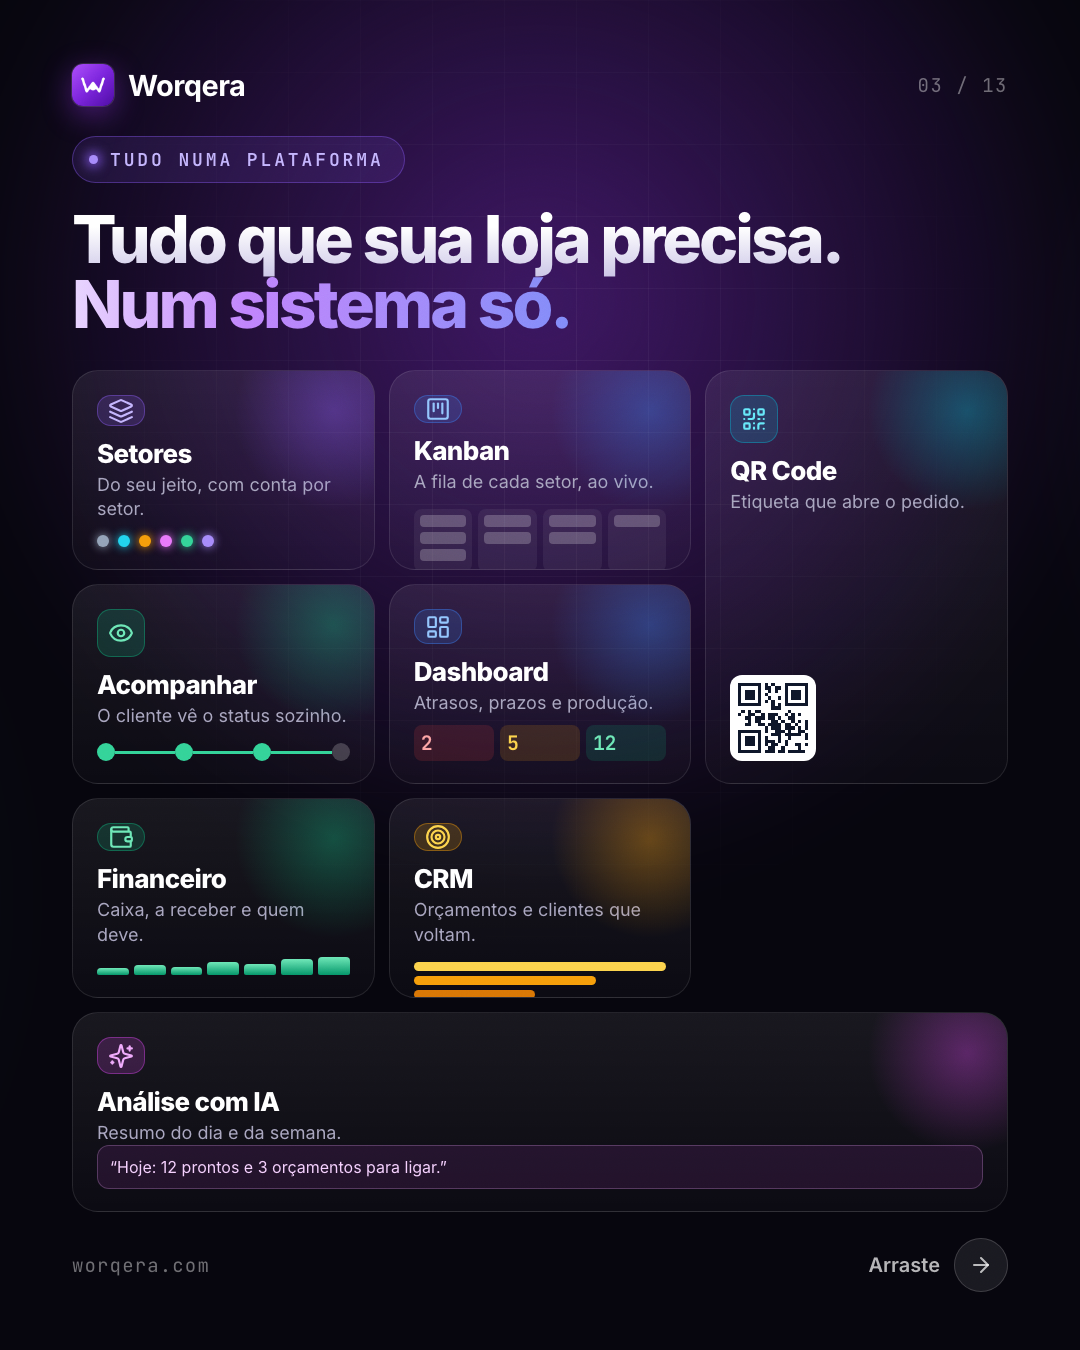 Worqera
03 / 13
TUDO NUMA PLATAFORMA
Tudo que sua loja precisa.
Num sistema só.
Setores
Do seu jeito, com conta por
setor.
Kanban
A fila de cada setor, ao vivo.
QR Code
Etiqueta que abre o pedido.
Acompanhar
O cliente vê o status sozinho.
Dashboard
Atrasos, prazos e produção.
2
5
12
Financeiro
Caixa, a receber e quem
deve.
CRM
Orçamentos e clientes que
voltam.
Análise com IA
Resumo do dia e da semana.
“Hoje: 12 prontos e 3 orçamentos para ligar.”
worqera.com
Arraste